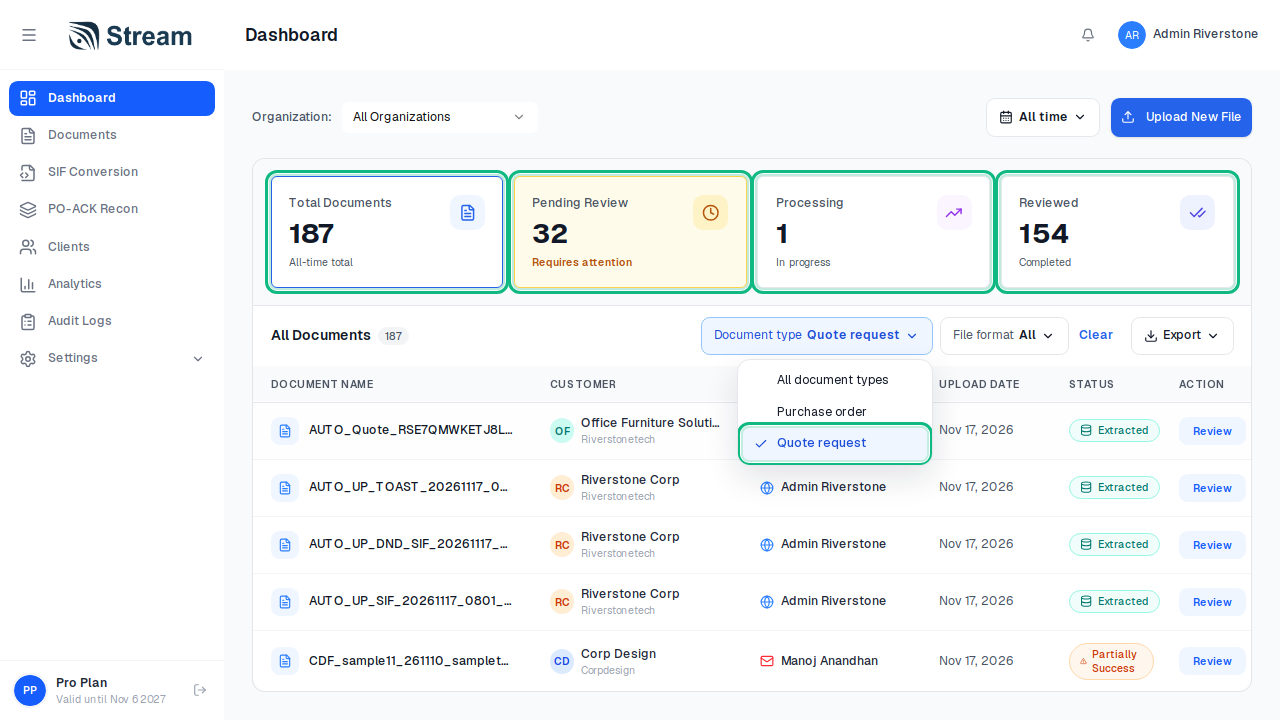 Stream
Dashboard
AR
Admin Riverstone
Dashboard
Documents
SIF Conversion
PO-ACK Recon
Clients
Analytics
Audit Logs
Settings
PP
Pro Plan
Valid until Nov 6 2027
Organization:
All Organizations
All time
Upload New File
Total Documents
187
All-time total
Pending Review
32
Requires attention
Processing
1
In progress
Reviewed
154
Completed
All Documents
187
Document type Quote request
File format All
Clear
Export
All document types
Purchase order
Quote request
DOCUMENT NAME
CUSTOMER
UPLOAD DATE
STATUS
ACTION
AUTO_Quote_RSE7QMWKETJ8L...
OF
Office Furniture Soluti...
Riverstonetech
Nov 17, 2026
Extracted
Review
AUTO_UP_TOAST_20261117_0...
RC
Riverstone Corp
Riverstonetech
Admin Riverstone
Nov 17, 2026
Extracted
Review
AUTO_UP_DND_SIF_20261117_...
RC
Riverstone Corp
Riverstonetech
Admin Riverstone
Nov 17, 2026
Extracted
Review
AUTO_UP_SIF_20261117_0801_...
RC
Riverstone Corp
Riverstonetech
Admin Riverstone
Nov 17, 2026
Extracted
Review
CDF_sample11_261110_samplet...
CD
Corp Design
Corpdesign
Manoj Anandhan
Nov 17, 2026
Partially
Success
Review